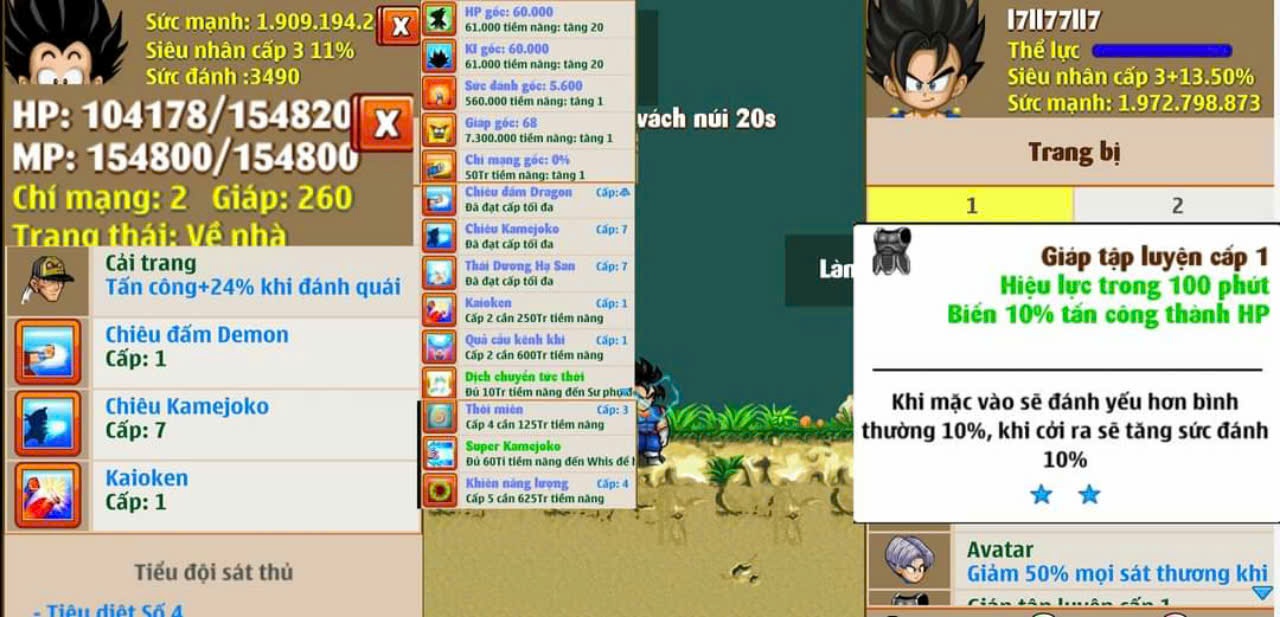 Sức mạnh: 1.909.194.2
Siêu nhân cấp 3 11%
Sức đánh :3490
HP: 104178/154820
MP: 154800/154800
Chí mạng: 2 Giáp: 260
Trạng thái: Về nhà
Cải trang
Tấn công+24% khi đánh quái
Chiêu đấm Demon
Cấp: 1
Chiêu Kamejoko
Cấp: 7
Kaioken
Cấp: 1
Tiểu đội sát thủ
- Tiêu diệt Số 4
X
X
HP gốc: 60.000
61.000 tiềm năng: tăng 20
KI gốc: 60.000
61.000 tiềm năng: tăng 20
Sức đánh gốc: 5.600
560.000 tiềm năng: tăng 1
Giáp gốc: 68
7.300.000 tiềm năng: tăng 1
Chí mạng gốc: 0%
50Tr tiềm năng: tăng 1
Chiêu đấm Dragon Cấp:
Đã đạt cấp tối đa
Chiêu Kamejoko Cấp: 7
Đã đạt cấp tối đa
Thái Dương Hạ San Cấp: 7
Đã đạt cấp tối đa
Kaioken Cấp: 1
Cấp 2 cần 250Tr tiềm năng
Quả cầu kênh khi Cấp: 1
Cấp 2 cần 600Tr tiềm năng
Dịch chuyển tức thời
Đủ 10Tr tiềm năng đến Sư phụ
Thôi miên Cấp: 3
Cấp 4 cần 125Tr tiềm năng
Super Kamejoko
Đủ 60Ti tiềm năng đến Whis để
Khiên năng lượng Cấp: 4
Cấp 5 cần 625Tr tiềm năng
vách núi 20s
Làn
l7ll77ll7
Thể lực
Siêu nhân cấp 3+13.50%
Sức mạnh: 1.972.798.873
Trang bị
1
2
Giáp tập luyện cấp 1
Hiệu lực trong 100 phút
Biến 10% tấn công thành HP
Khi mặc vào sẽ đánh yếu hơn bình
thường 10%, khi cởi ra sẽ tăng sức đánh
10%
Avatar
Giảm 50% mọi sát thương khi
Giáp tập luyện cấp 1